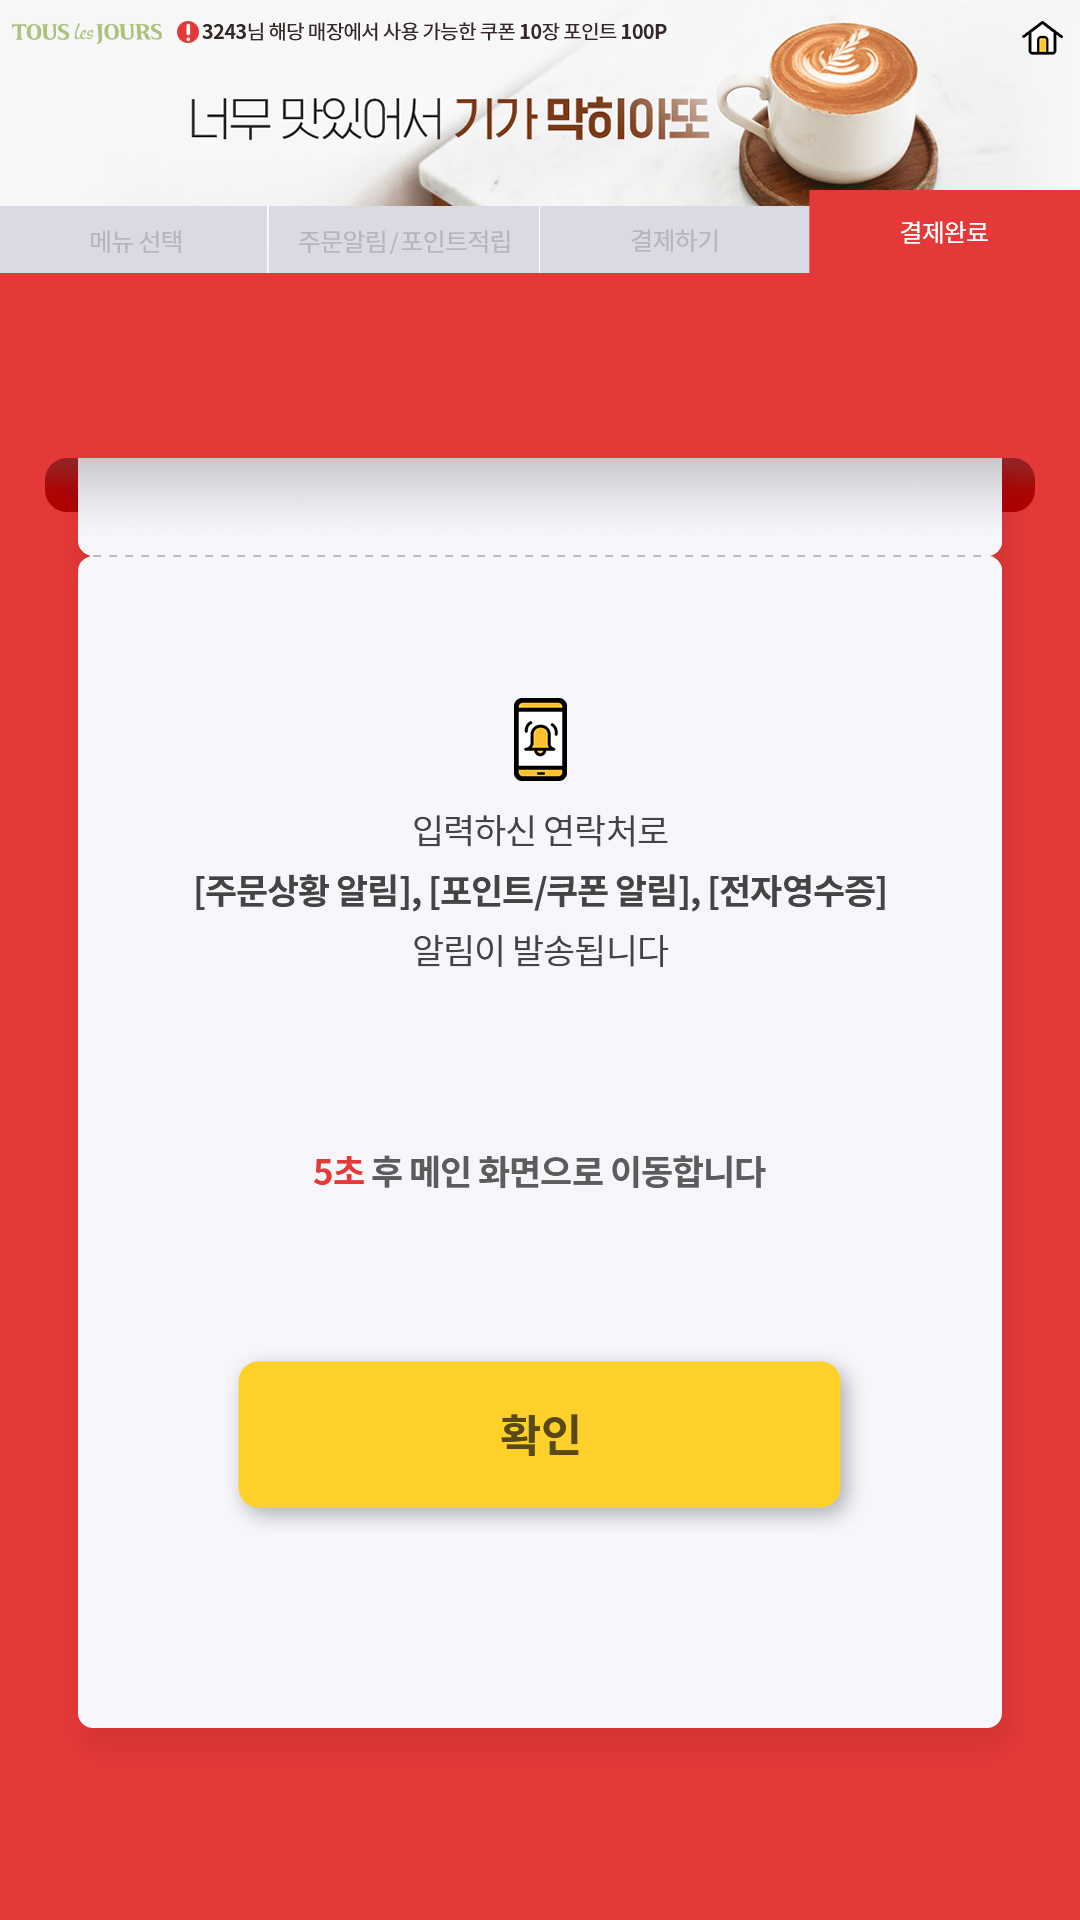 TOUS les JOURS
3243님 해당 매장에서 사용 가능한 쿠폰 10장 포인트 100P
너무 맛있어서 기가 막히아또
메뉴 선택
주문알림/포인트적립
결제하기
결제완료
입력하신 연락처로
[주문상황 알림], [포인트/쿠폰 알림], [전자영수증]
알림이 발송됩니다
5초 후 메인 화면으로 이동합니다
확인